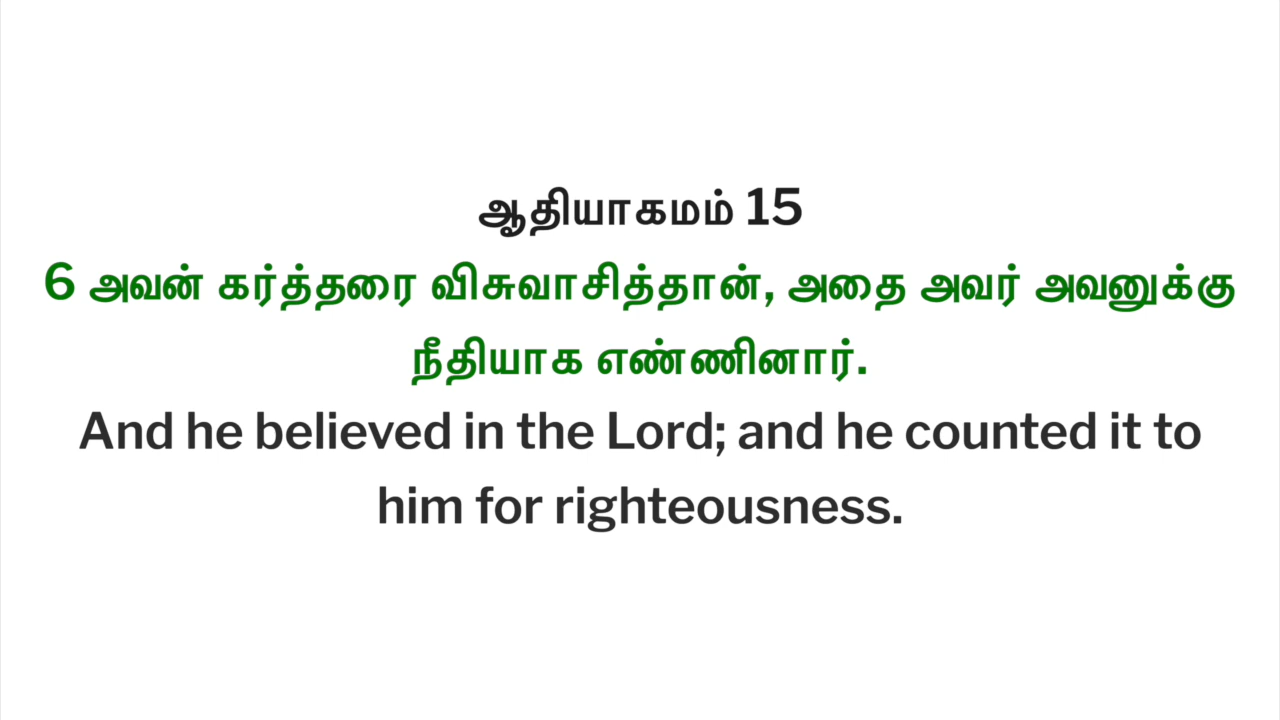 ஆதியாகமம் 15
6 அவன் கர்த்தரை விசுவாசித்தான், அதை அவர் அவனுக்கு
நீதியாக எண்ணினார்.
And he believed in the Lord; and he counted it to
him for righteousness.